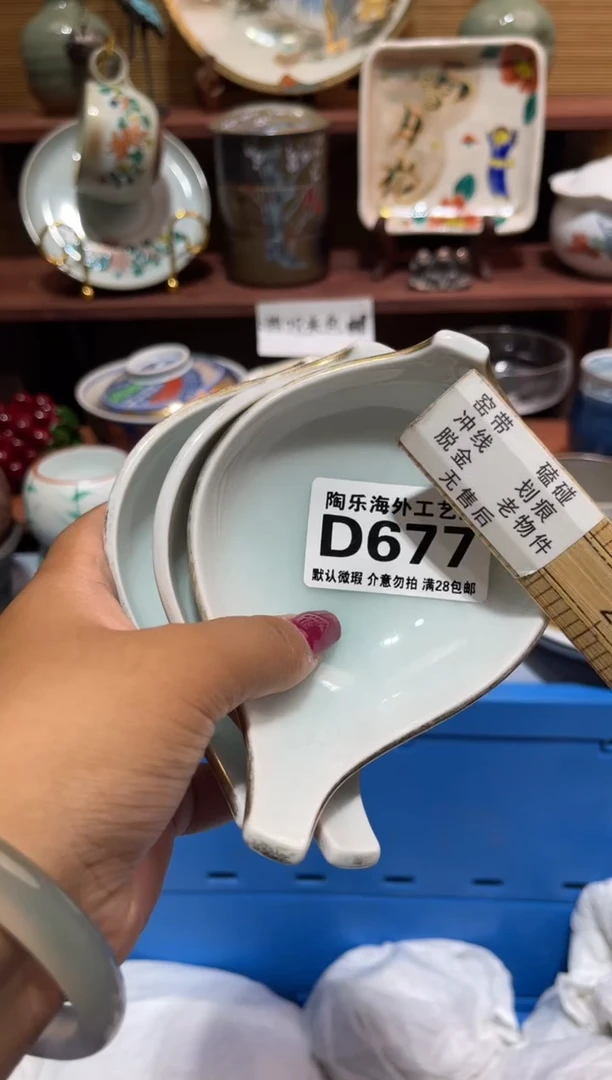 陶乐海外工艺
D677
默认微瑕 介意勿拍 满28包邮
窑带 磕碰
冲线 划痕
脱金 老物件
无售后